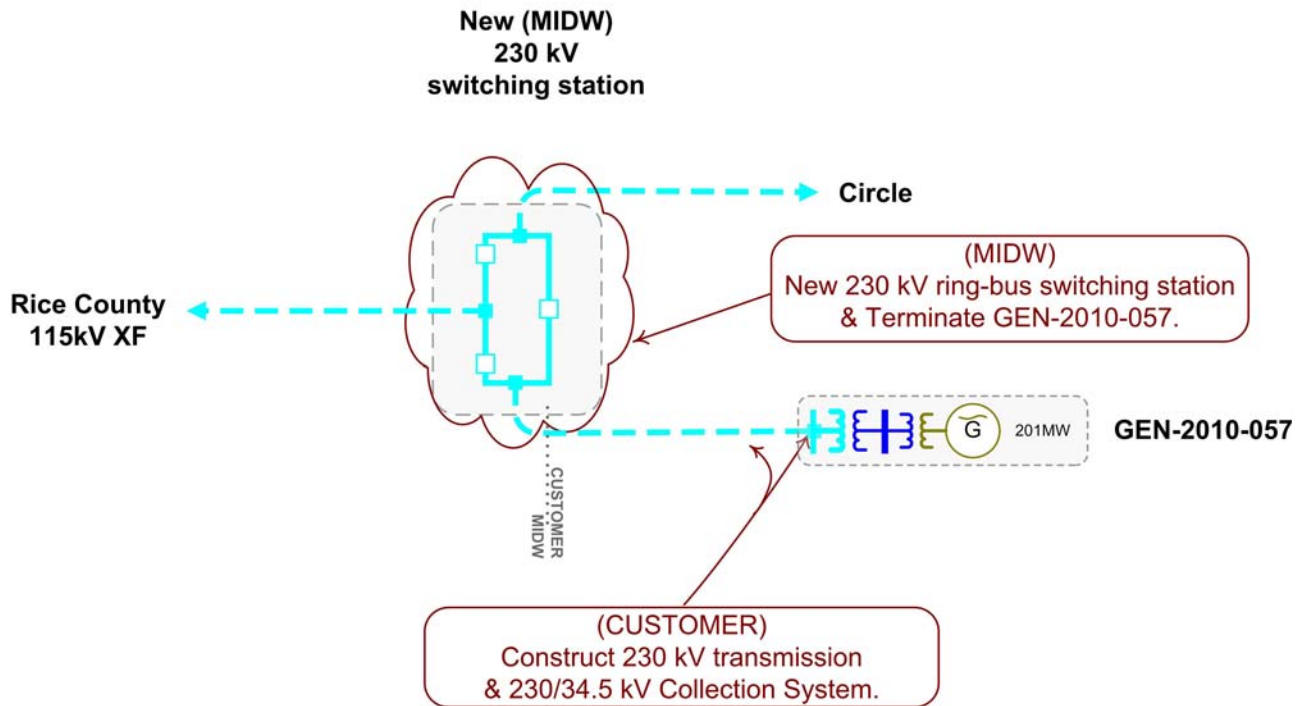 New (MIDW)
230 kV
switching station
Circle
(MIDW)
New 230 kV ring-bus switching station
& Terminate GEN-2010-057.
Rice County
115kV XF
G
201MW
GEN-2010-057
CUSTOMER
MIDW
(CUSTOMER)
Construct 230 kV transmission
& 230/34.5 kV Collection System.